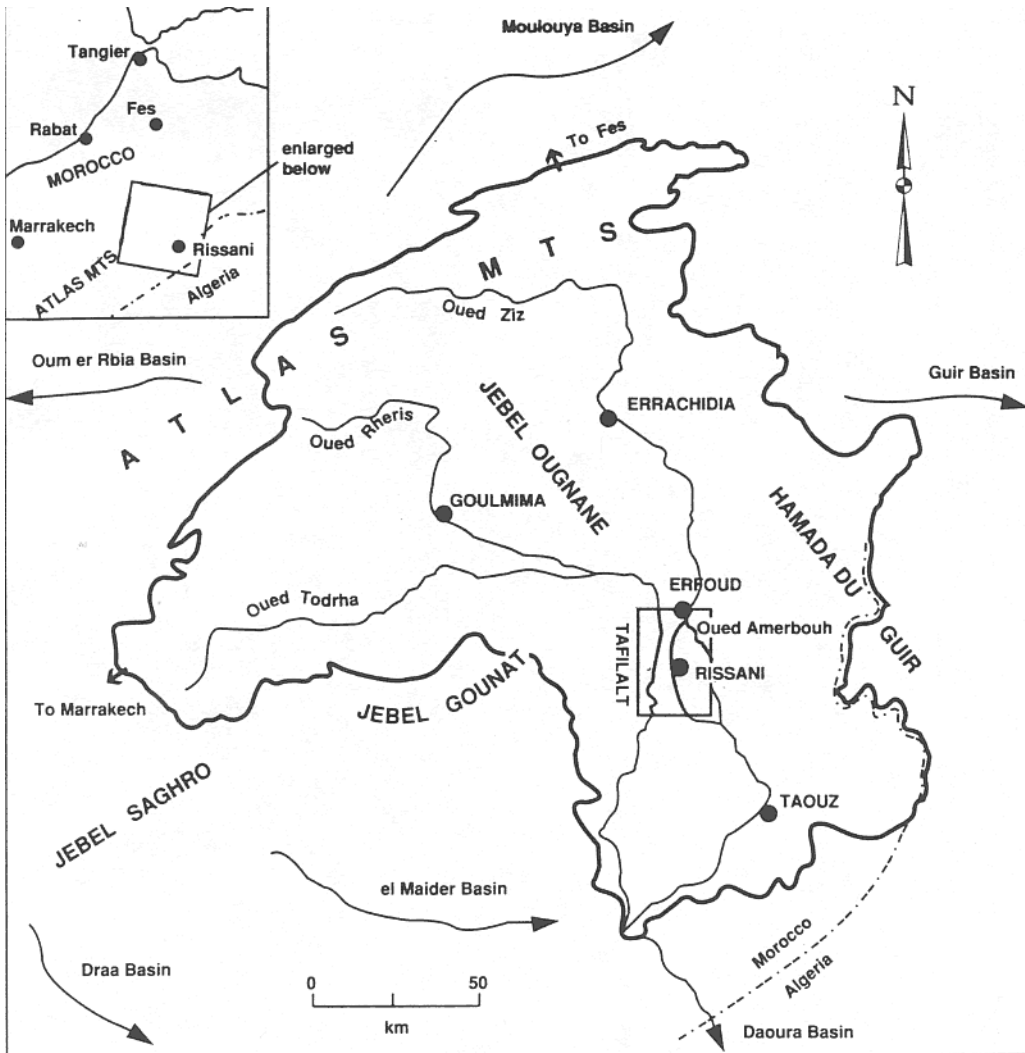 Moulouya Basin
Tangier
Fes
Rabat
MOROCCO
enlarged
below
Marrakech
Rissani
ATLAS MTS
Algeria
N
To Fes
ATLAS MTS
Oued Ziz
Oum er Rbia Basin
Guir Basin
JEBEL OUGNANE
ERRACHIDIA
Oued Rheris
GOULMIMA
HAMADA DU
GUIR
ERFOUD
Oued Todrha
Oued Amerbouh
TAFILALT
RISSANI
To Marrakech
JEBEL GOUNAT
JEBEL SAGHRO
TAOUZ
el Maider Basin
Draa Basin
0 50
km
Morocco
Algeria
Daoura Basin